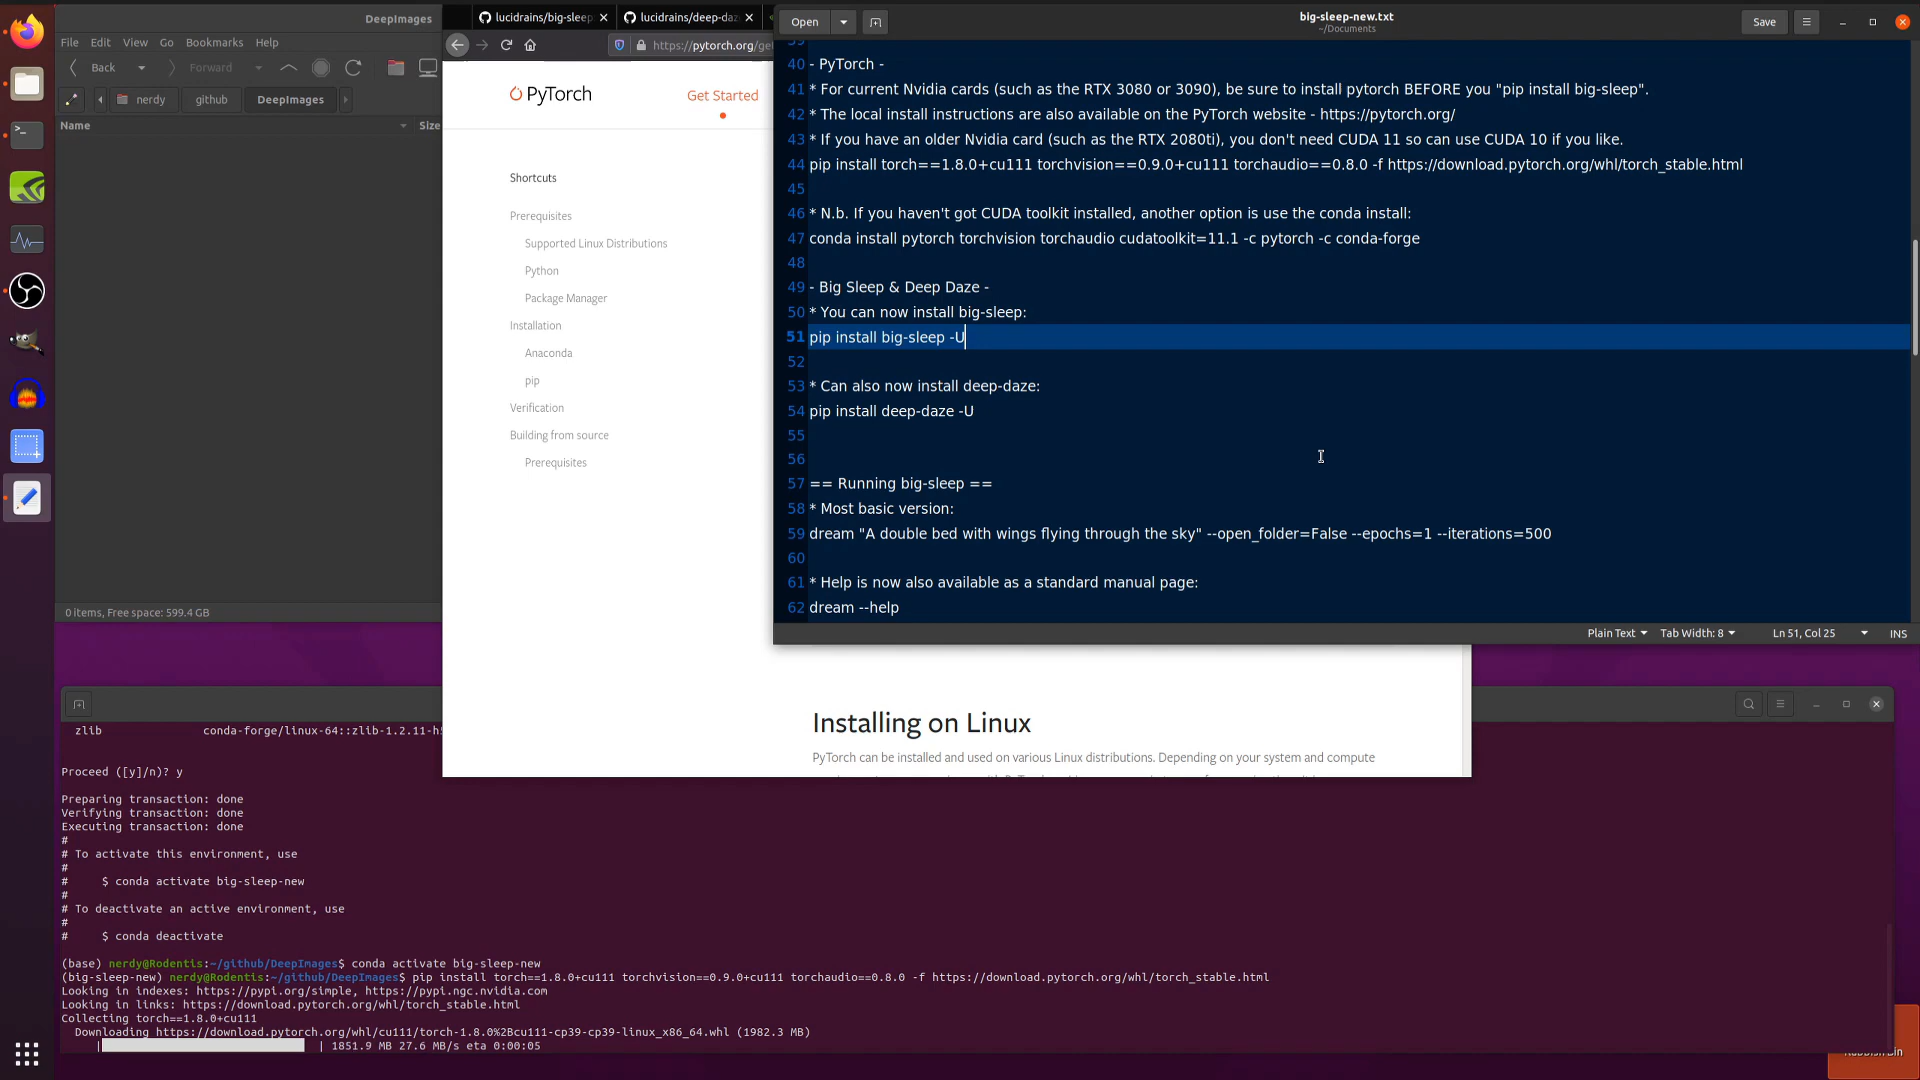 DeepImages
File Edit View Go Bookmarks Help
Back Forward
nerdy github DeepImages
Name Size
0 items, Free space: 599.4 GB
lucidrains/big-sleep lucidrains/deep-daz
https://pytorch.org/ge
PyTorch
Get Started
Shortcuts
Prerequisites
Supported Linux Distributions
Python
Package Manager
Installation
Anaconda
pip
Verification
Building from source
Prerequisites
Installing on Linux
PyTorch can be installed and used on various Linux distributions. Depending on your system and compute
Open
big-sleep-new.txt
~/Documents
Save
39
40 - PyTorch -
41 * For current Nvidia cards (such as the RTX 3080 or 3090), be sure to install pytorch BEFORE you "pip install big-sleep".
42 * The local install instructions are also available on the PyTorch website - https://pytorch.org/
43 * If you have an older Nvidia card (such as the RTX 2080ti), you don't need CUDA 11 so can use CUDA 10 if you like.
44 pip install torch==1.8.0+cu111 torchvision==0.9.0+cu111 torchaudio==0.8.0 -f https://download.pytorch.org/whl/torch_stable.html
45
46 * N.b. If you haven't got CUDA toolkit installed, another option is use the conda install:
47 conda install pytorch torchvision torchaudio cudatoolkit=11.1 -c pytorch -c conda-forge
48
49 - Big Sleep & Deep Daze -
50 * You can now install big-sleep:
51 pip install big-sleep -U
52
53 * Can also now install deep-daze:
54 pip install deep-daze -U
55
56
57 == Running big-sleep ==
58 * Most basic version:
59 dream "A double bed with wings flying through the sky" --open_folder=False --epochs=1 --iterations=500
60
61 * Help is now also available as a standard manual page:
62 dream --help
Plain Text Tab Width: 8 Ln 51, Col 25 INS
zlib conda-forge/linux-64::zlib-1.2.11-h5
Proceed ([y]/n)? y
Preparing transaction: done
Verifying transaction: done
Executing transaction: done
#
# To activate this environment, use
#
# $ conda activate big-sleep-new
#
# To deactivate an active environment, use
#
# $ conda deactivate
(base) nerdy@Rodentis:~/github/DeepImages$ conda activate big-sleep-new
(big-sleep-new) nerdy@Rodentis:~/github/DeepImages$ pip install torch==1.8.0+cu111 torchvision==0.9.0+cu111 torchaudio==0.8.0 -f https://download.pytorch.org/whl/torch_stable.html
Looking in indexes: https://pypi.org/simple, https://pypi.ngc.nvidia.com
Looking in links: https://download.pytorch.org/whl/torch_stable.html
Collecting torch==1.8.0+cu111
Downloading https://download.pytorch.org/whl/cu111/torch-1.8.0%2Bcu111-cp39-cp39-linux_x86_64.whl (1982.3 MB)
| | 1851.9 MB 27.6 MB/s eta 0:00:05
Rubbish Bin